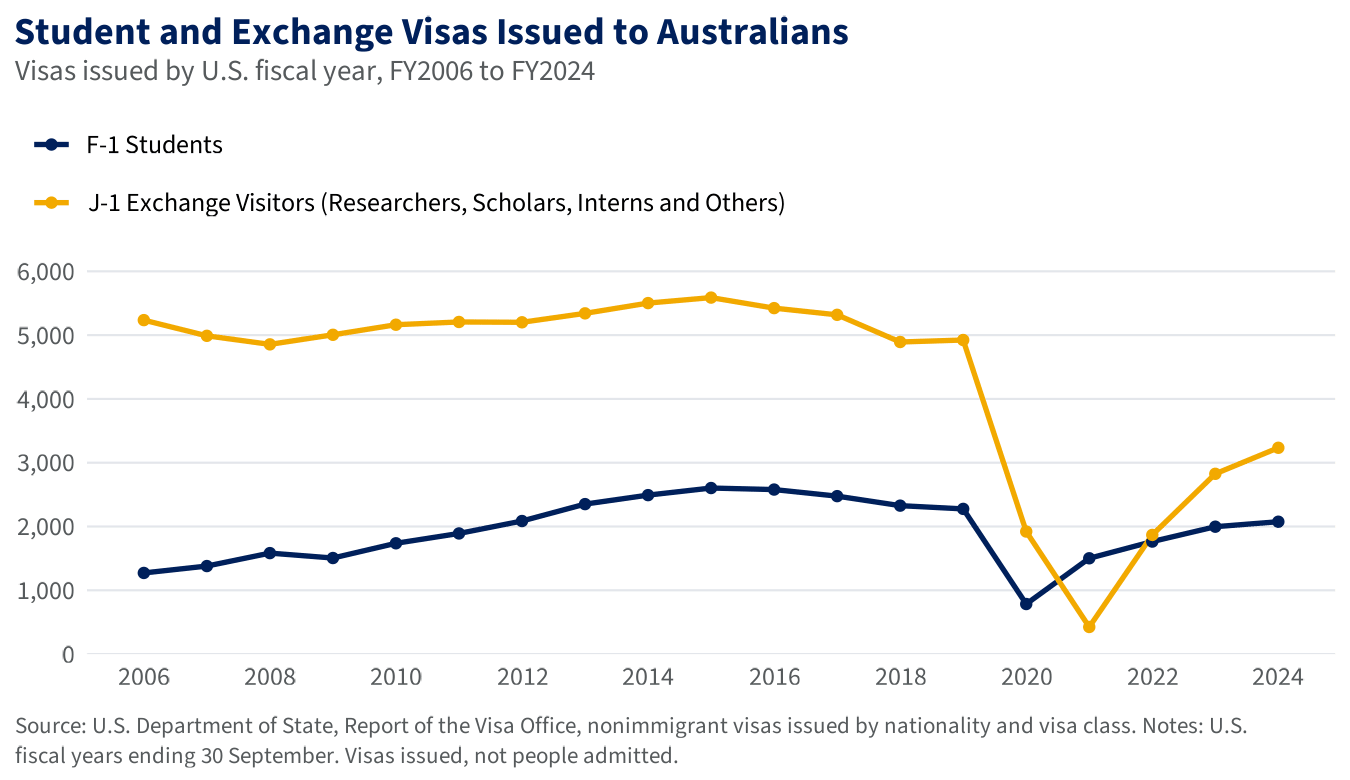 Student and Exchange Visas Issued to Australians
Visas issued by U.S. fiscal year, FY2006 to FY2024
F-1 Students
J-1 Exchange Visitors (Researchers, Scholars, Interns and Others)
6,000
5,000
4,000
3,000
2,000
1,000
0
2006 2008 2010 2012 2014 2016 2018 2020 2022 2024
Source: U.S. Department of State, Report of the Visa Office, nonimmigrant visas issued by nationality and visa class. Notes: U.S.
fiscal years ending 30 September. Visas issued, not people admitted.